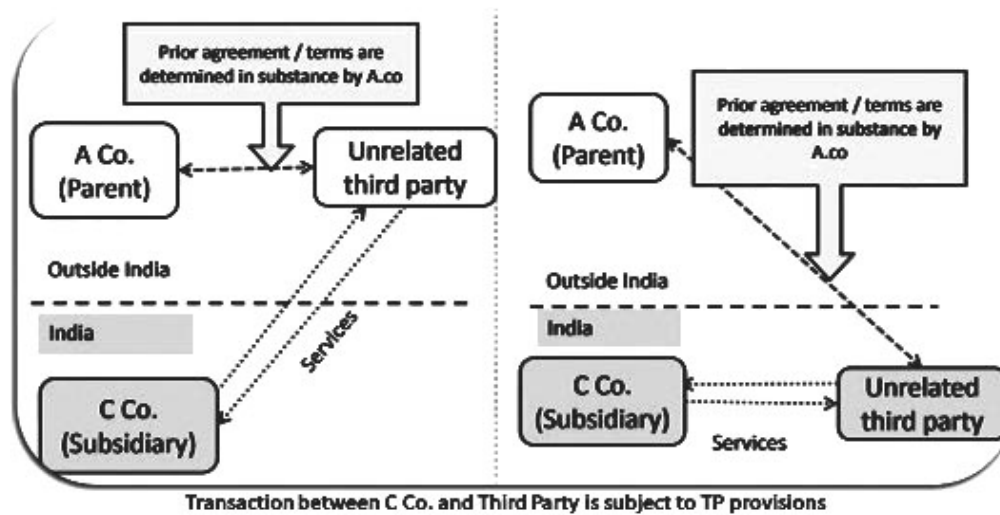 Prior agreement / terms are
determined in substance by A.co
A Co.
(Parent)
Unrelated
third party
Outside India
India
Services
C Co.
(Subsidiary)
Prior agreement / terms are
determined in substance by
A.co
A Co.
(Parent)
Outside India
India
C Co.
(Subsidiary)
Unrelated
third party
Services
Transaction between C Co. and Third Party is subject to TP provisions